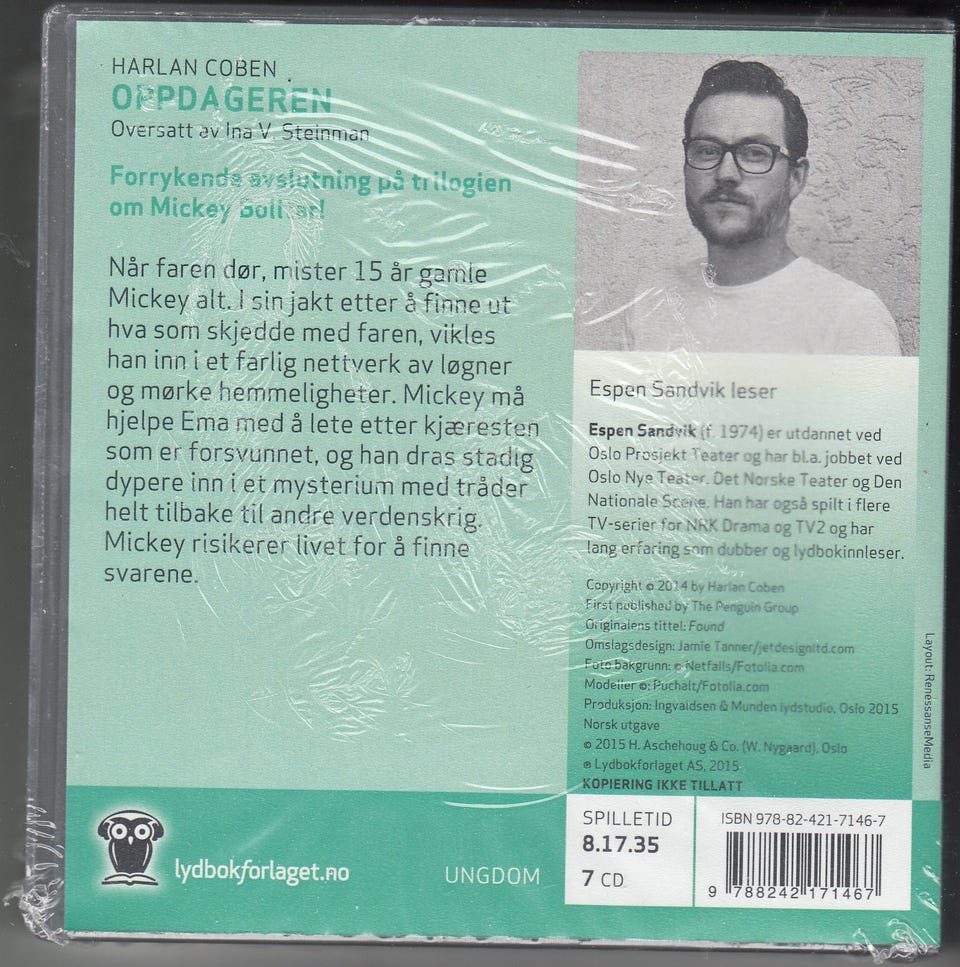 HARLAN COBEN
OPPDAGEREN
Oversatt av Ina V. Steinman
Forrykende avslutning på trilogien
om Mickey Bolitar!
Når faren dør, mister 15 år gamle
Mickey alt. I sin jakt etter å finne ut
hva som skjedde med faren, vikles
han inn i et farlig nettverk av løgner
og mørke hemmeligheter. Mickey må
hjelpe Ema med å lete etter kjæresten
som er forsvunnet, og han dras stadig
dypere inn i et mysterium med tråder
helt tilbake til andre verdenskrig.
Mickey risikerer livet for å finne
svarene.
Espen Sandvik leser
Espen Sandvik (f. 1974) er utdannet ved
Oslo Prosjekt Teater og har bl.a. jobbet ved
Oslo Nye Teater, Det Norske Teater og Den
Nationale Scene. Han har også spilt i flere
TV-serier for NRK Drama og TV2 og har
lang erfaring som dubber og lydbokinnleser.
Copyright © 2014 by Harlan Coben
First published by The Penguin Group
Originalens tittel: Found
Omslagsdesign: Jamie Tanner/jetdesignltd.com
Foto bakgrunn: © Netfalls/Fotolia.com
Modeller ©: Puchalt/Fotolia.com
Produksjon: Ingvaldsen & Munden lydstudio, Oslo 2015
Norsk utgave
© 2015 H. Aschehoug & Co. (W. Nygaard), Oslo
℗ Lydbokforlaget AS, 2015
KOPIERING IKKE TILLATT
Layout: RenessanseMedia
lydbokforlaget.no
UNGDOM
SPILLETID
8.17.35
7 CD
ISBN 978-82-421-7146-7
9 788242 171467